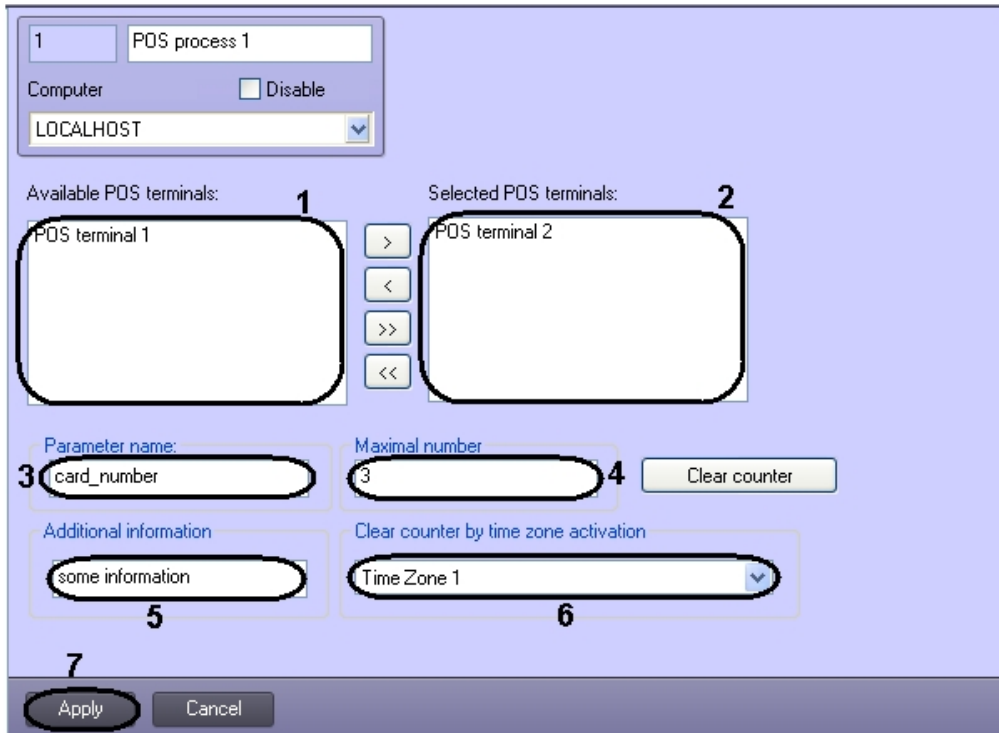 1 POS process 1
Computer Disable
LOCALHOST
Available POS terminals: 1 Selected POS terminals: 2
POS terminal 1 > POS terminal 2
<
>>
<<
Parameter name: Maximal number
3 card_number 3 4 Clear counter
Additional information Clear counter by time zone activation
some information Time Zone 1
5 6
7
Apply Cancel